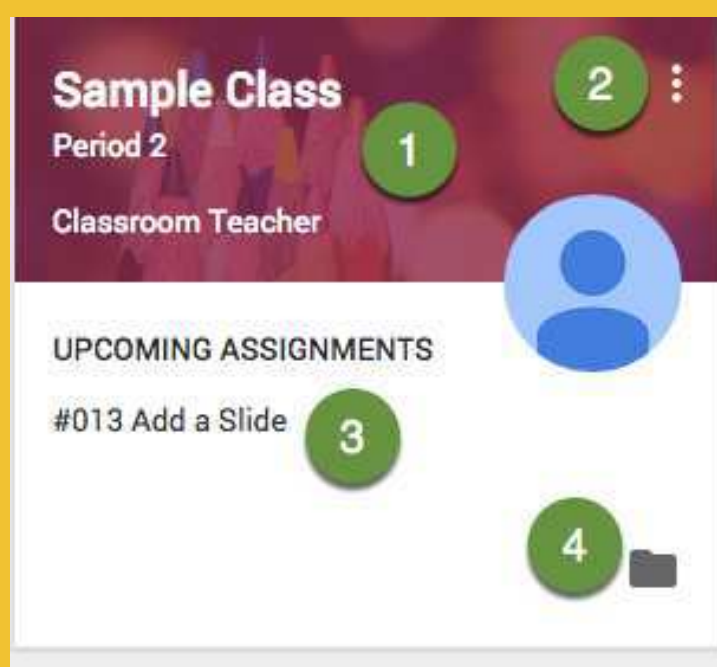 Sample Class
2
Period 2
1
Classroom Teacher
UPCOMING ASSIGNMENTS
#013 Add a Slide
3
4